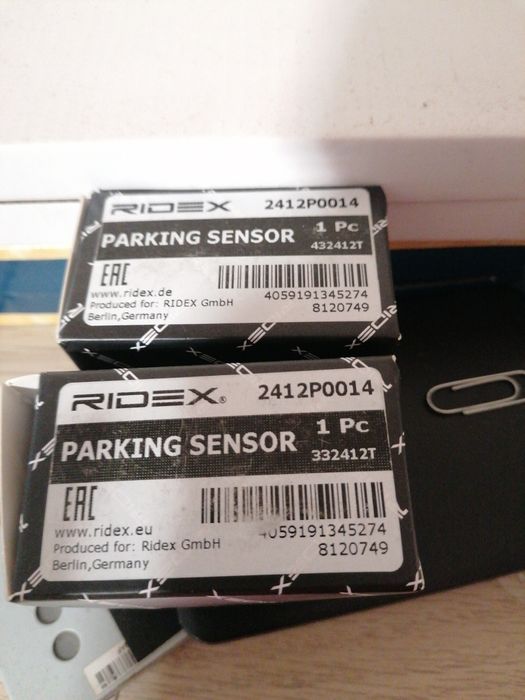 RIDEX 2412P0014
PARKING SENSOR 1 Pc
432412T
EAC
www.ridex.de 4059191345274
Produced for: RIDEX GmbH 8120749
Berlin,Germany
RIDEX® 2412P0014
PARKING SENSOR 1 Pc
332412T
EAC
www.ridex.eu 4059191345274
Produced for: Ridex GmbH 8120749
Berlin,Germany